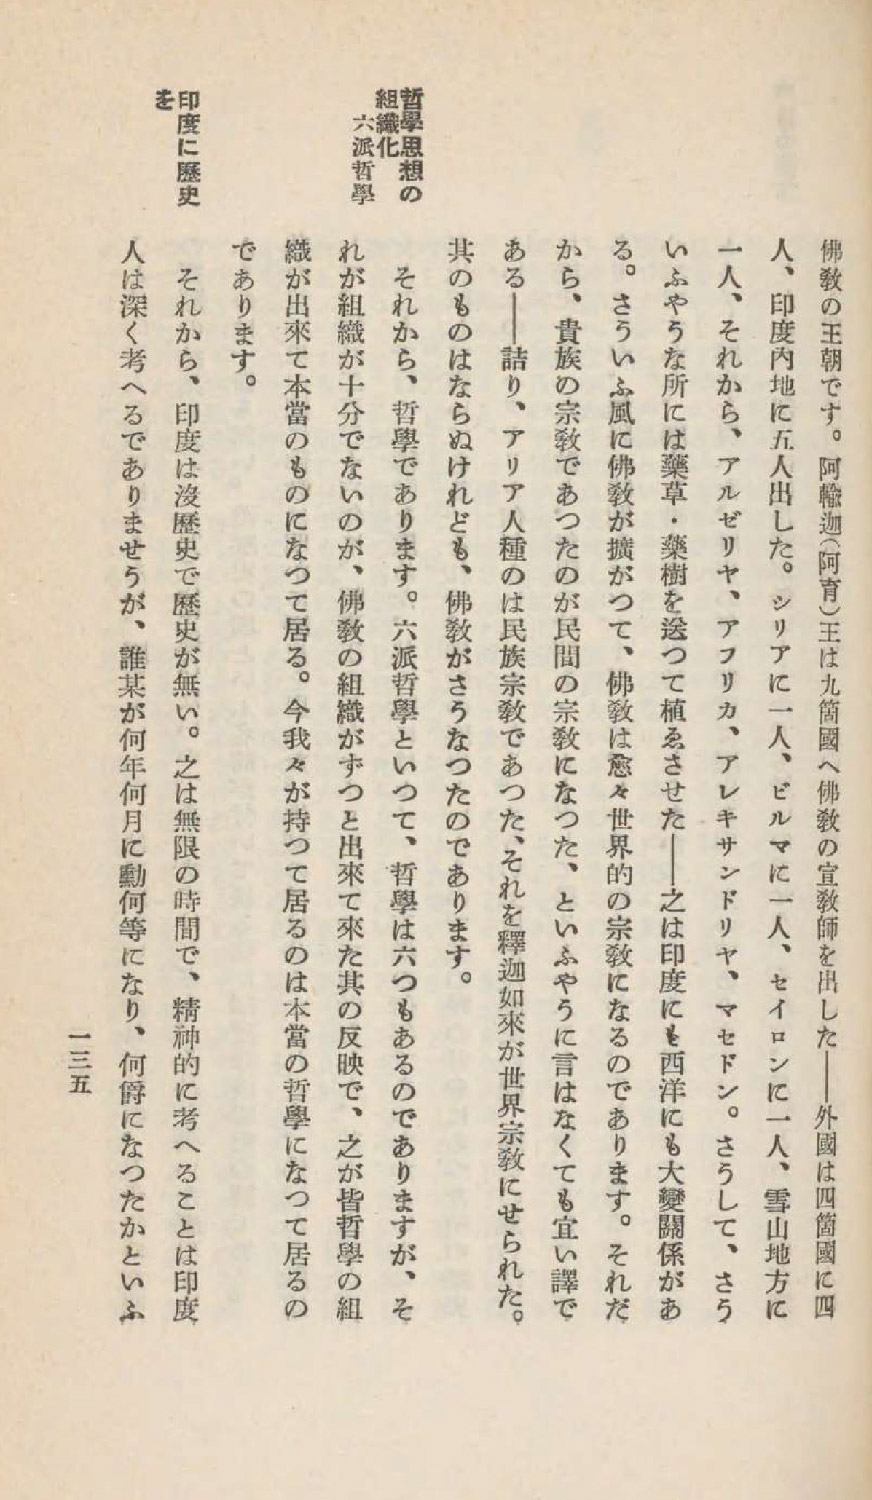 佛敎の王朝です。阿輸迦(阿育)王は九箇國へ佛敎の宣敎師を出した――外國は四箇國に四
人、印度內地に五人出した。シリアに一人、ビルマに一人、セイロンに一人、雪山地方に
一人、それから、アルゼリヤ、アフリカ、アレキサンドリヤ、マセドン。さうして、さう
いふやうな所には藥草・藥樹を送つて植ゑさせた――之は印度にも西洋にも大變關係があ
る。さういふ風に佛敎が擴がつて、佛敎は愈々世界的の宗敎になるのであります。それだ
から、貴族の宗敎であつたのが民間の宗敎になつた、といふやうに言はなくても宜い譯で
ある――詰り、アリア人種のは民族宗敎であつた、それを釋迦如來が世界宗敎にせられた。
其のものはならぬけれども、佛敎がさうなつたのであります。
哲學思想の
組織化
六派哲學
それから、哲學であります。六派哲學といつて、哲學は六つもあるのでありますが、そ
れが組織が十分でないのが、佛敎の組織がずつと出來て來た其の反映で、之が皆哲學の組
織が出來て本當のものになつて居る。今我々が持つて居るのは本當の哲學になつて居るの
であります。
印度に歷史
を
それから、印度は沒歷史で歷史が無い。之は無限の時間で、精神的に考へることは印度
人は深く考へるでありませうが、誰某が何年何月に勳何等になり、何爵になつたかといふ
一三五